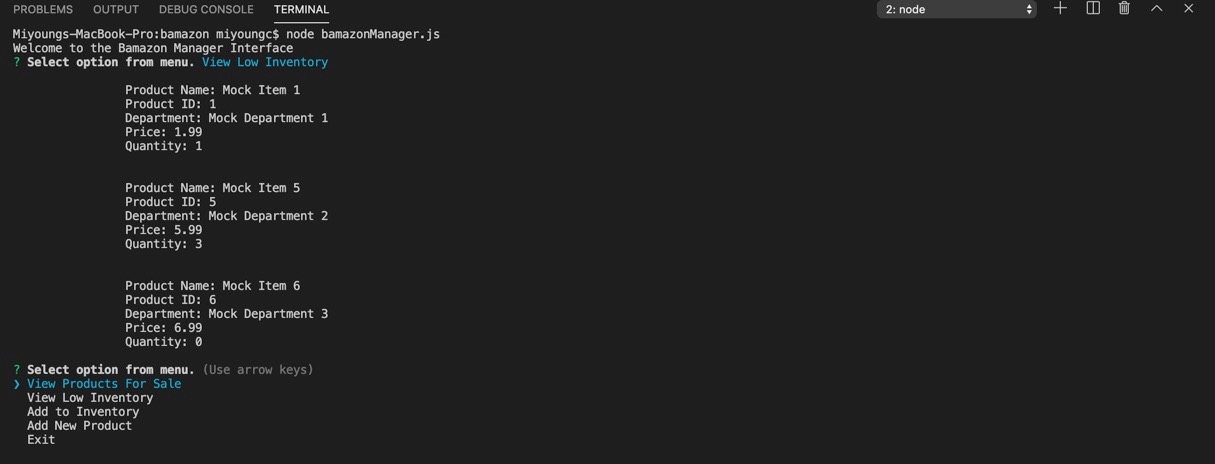 PROBLEMS OUTPUT DEBUG CONSOLE TERMINAL 2: node
Miyoungs-MacBook-Pro:bamazon miyoungc$ node bamazonManager.js
Welcome to the Bamazon Manager Interface
? Select option from menu. View Low Inventory
Product Name: Mock Item 1
Product ID: 1
Department: Mock Department 1
Price: 1.99
Quantity: 1
Product Name: Mock Item 5
Product ID: 5
Department: Mock Department 2
Price: 5.99
Quantity: 3
Product Name: Mock Item 6
Product ID: 6
Department: Mock Department 3
Price: 6.99
Quantity: 0
? Select option from menu. (Use arrow keys)
❯ View Products For Sale
View Low Inventory
Add to Inventory
Add New Product
Exit